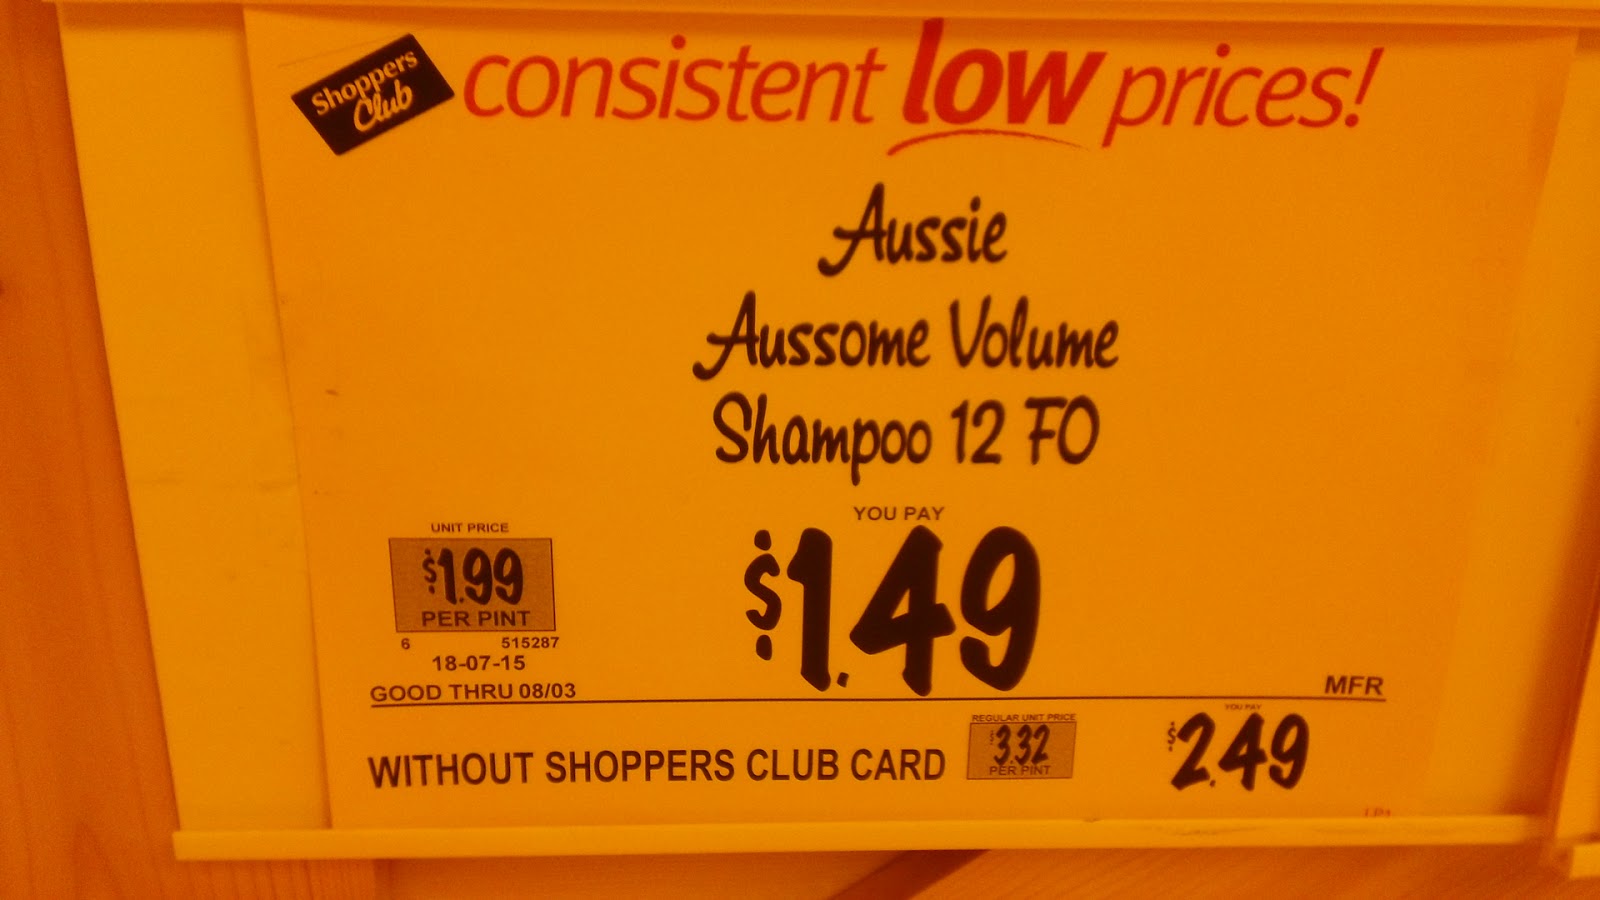 Shoppers
Club
consistent low prices!
Aussie
Aussome Volume
Shampoo 12 FO
YOU PAY
$1.49
UNIT PRICE
$1.99
PER PINT
6 515287
18-07-15
GOOD THRU 08/03
MFR
WITHOUT SHOPPERS CLUB CARD
REGULAR UNIT PRICE
$3.32
PER PINT
YOU PAY
$2.49